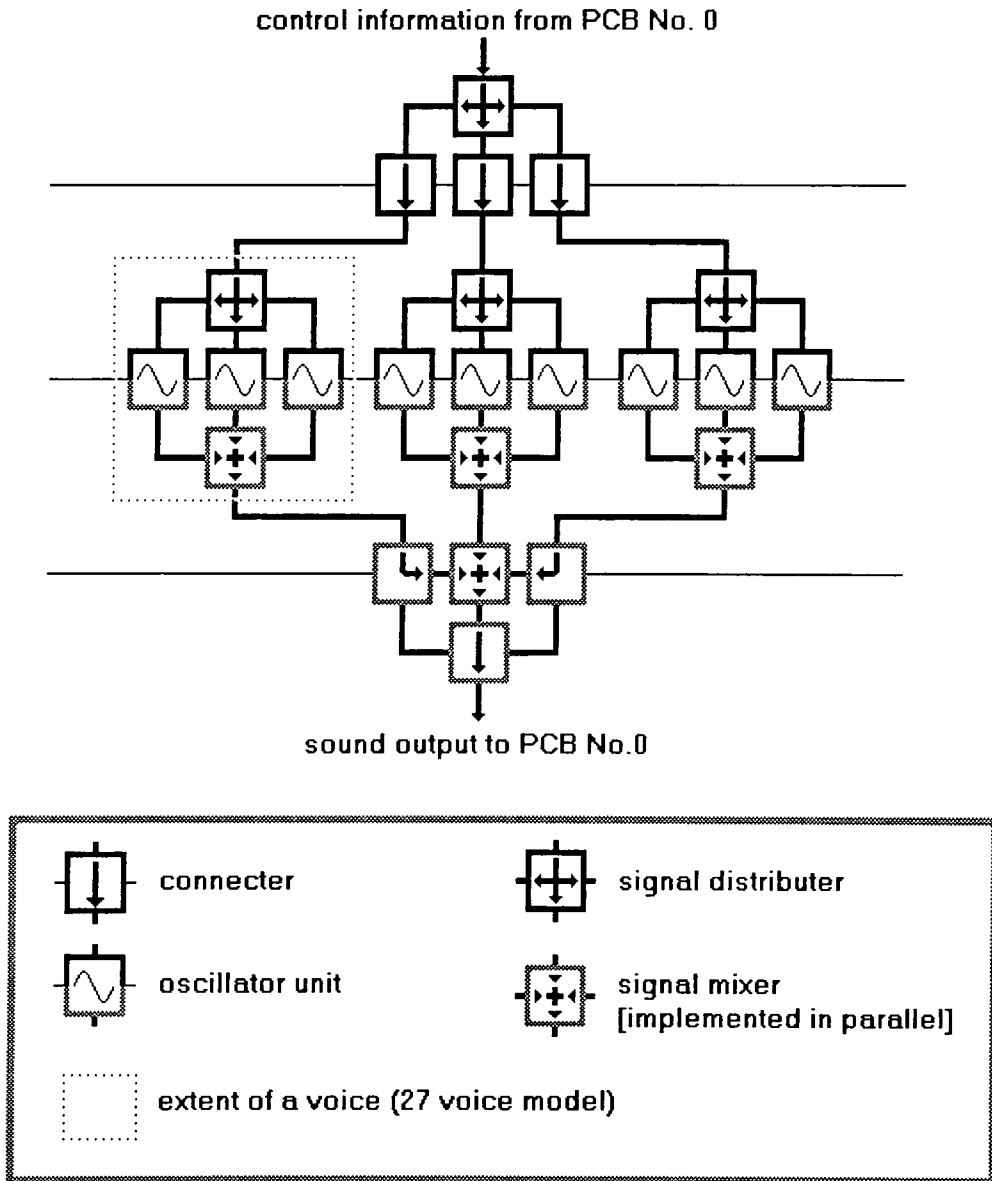 control information from PCB No. 0
sound output to PCB No.0
connecter
signal distributer
oscillator unit
signal mixer
[implemented in parallel]
extent of a voice (27 voice model)